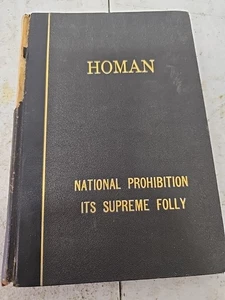 HOMAN
NATIONAL PROHIBITION
ITS SUPREME FOLLY